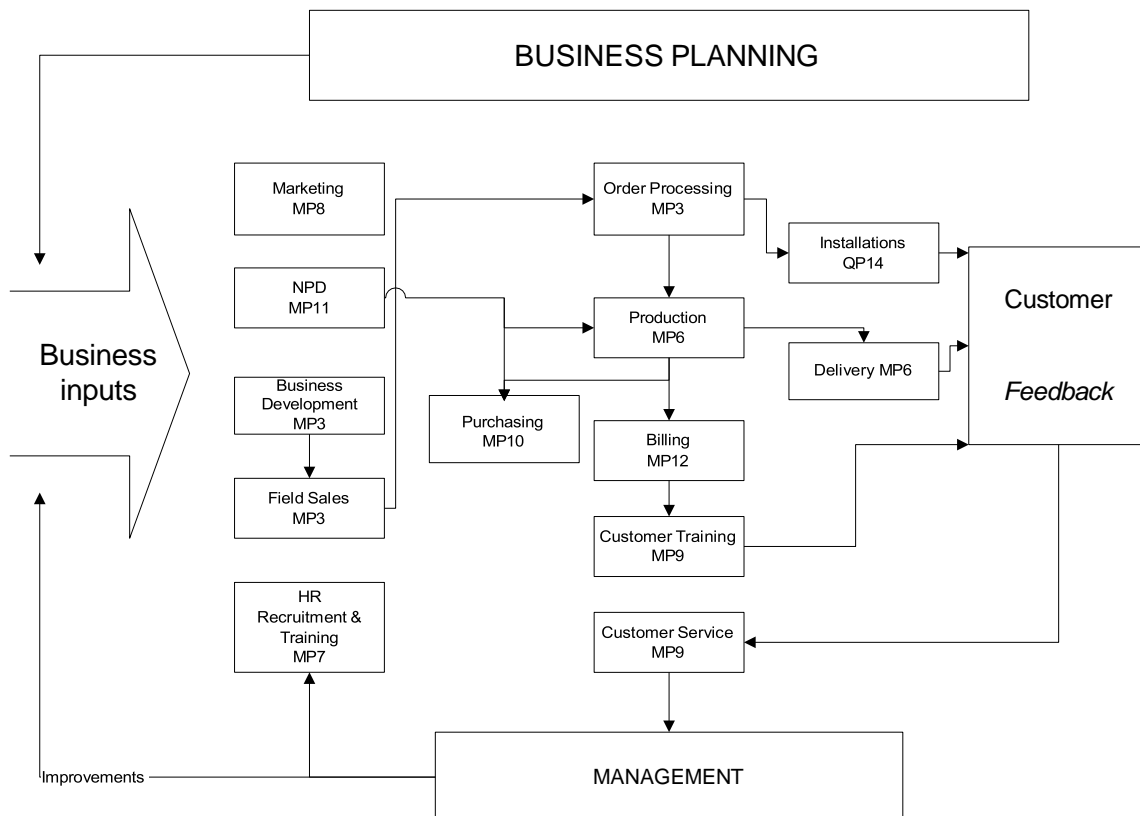 BUSINESS PLANNING
Marketing
MP8
Order Processing
MP3
Installations
QP14
NPD
MP11
Production
MP6
Customer
Feedback
Business
inputs
Business
Development
MP3
Delivery MP6
Purchasing
MP10
Billing
MP12
Field Sales
MP3
Customer Training
MP9
HR
Recruitment &
Training
MP7
Customer Service
MP9
Improvements
MANAGEMENT